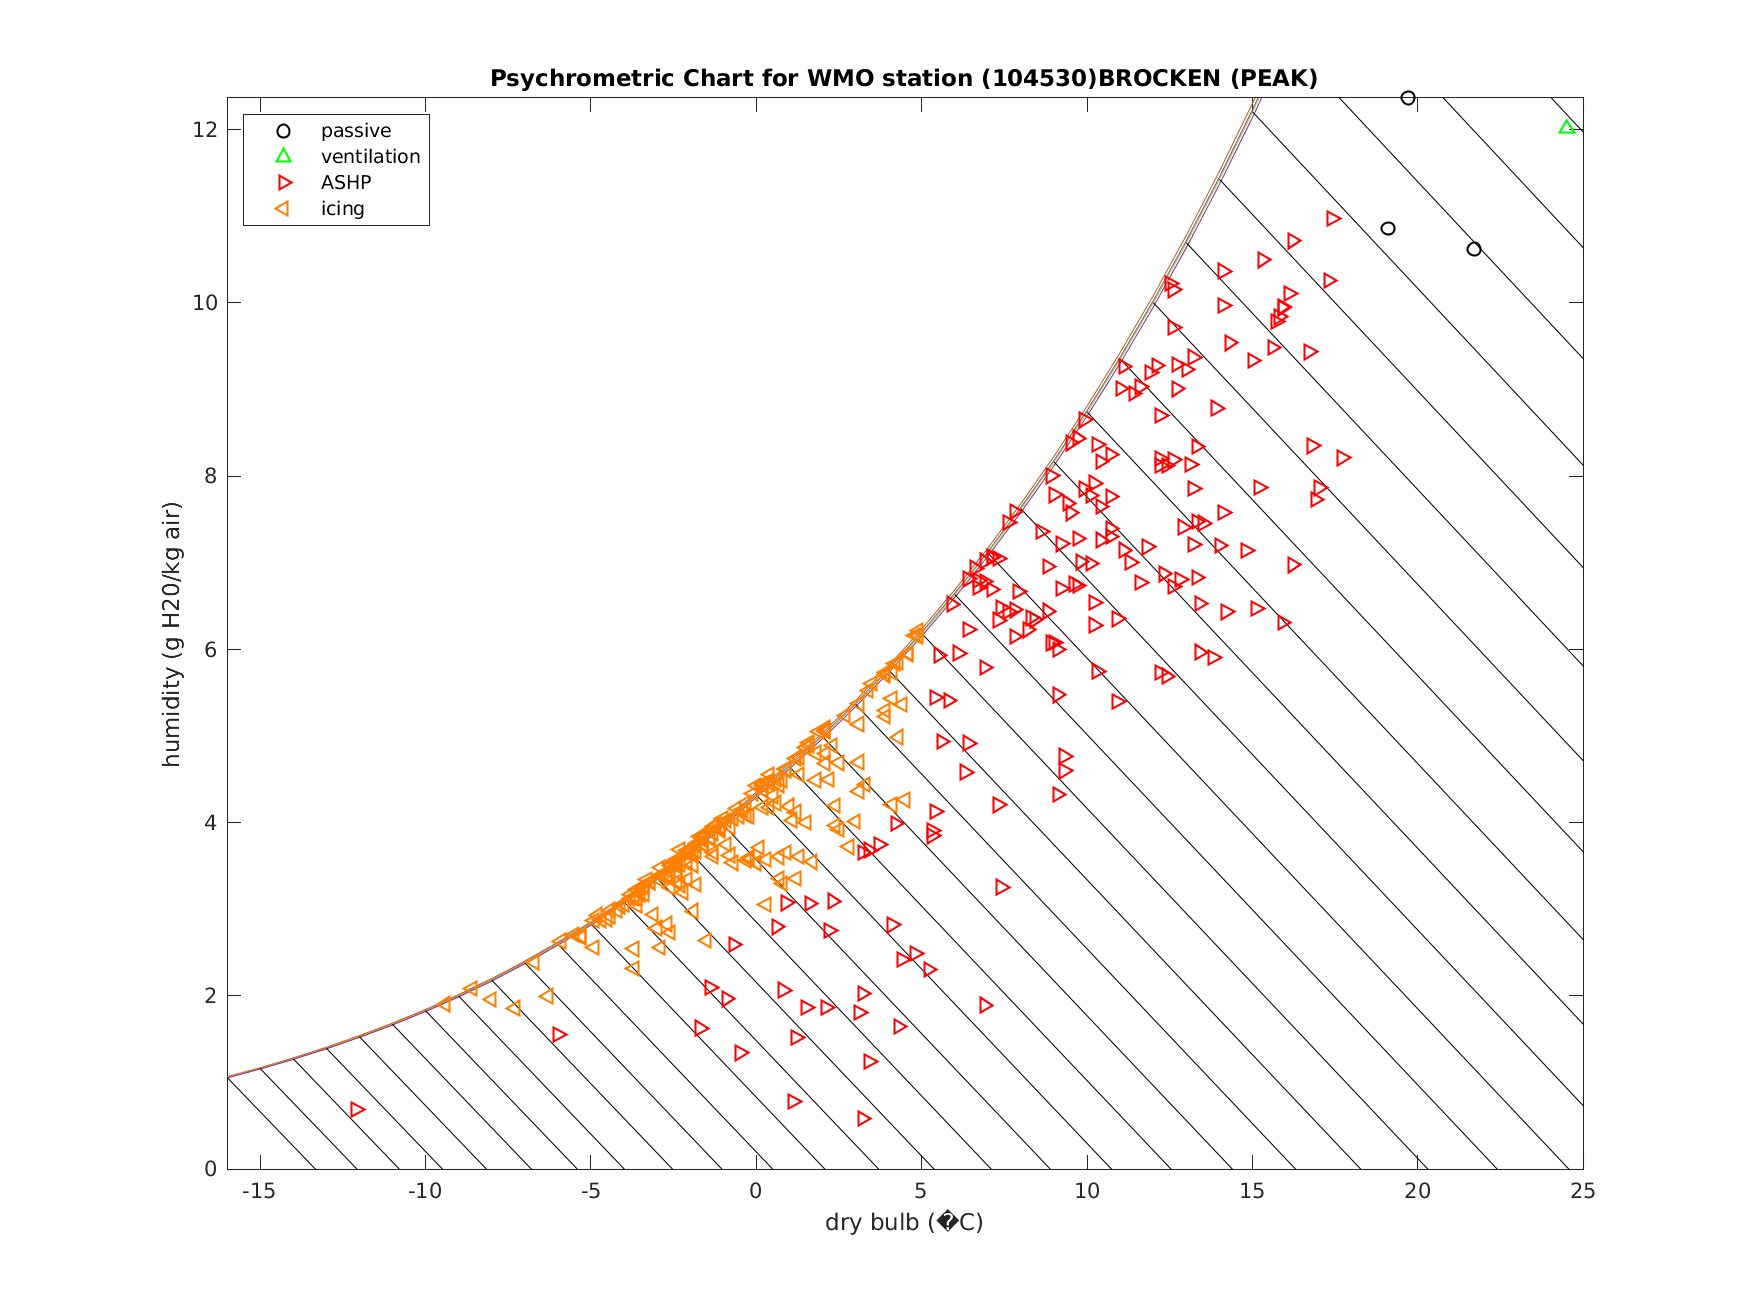 Psychrometric Chart for WMO station (104530)BROCKEN (PEAK)
passive
ventilation
ASHP
icing
humidity (g H20/kg air)
12
10
8
6
4
2
0
-15 -10 -5 0 5 10 15 20 25
dry bulb (�C)